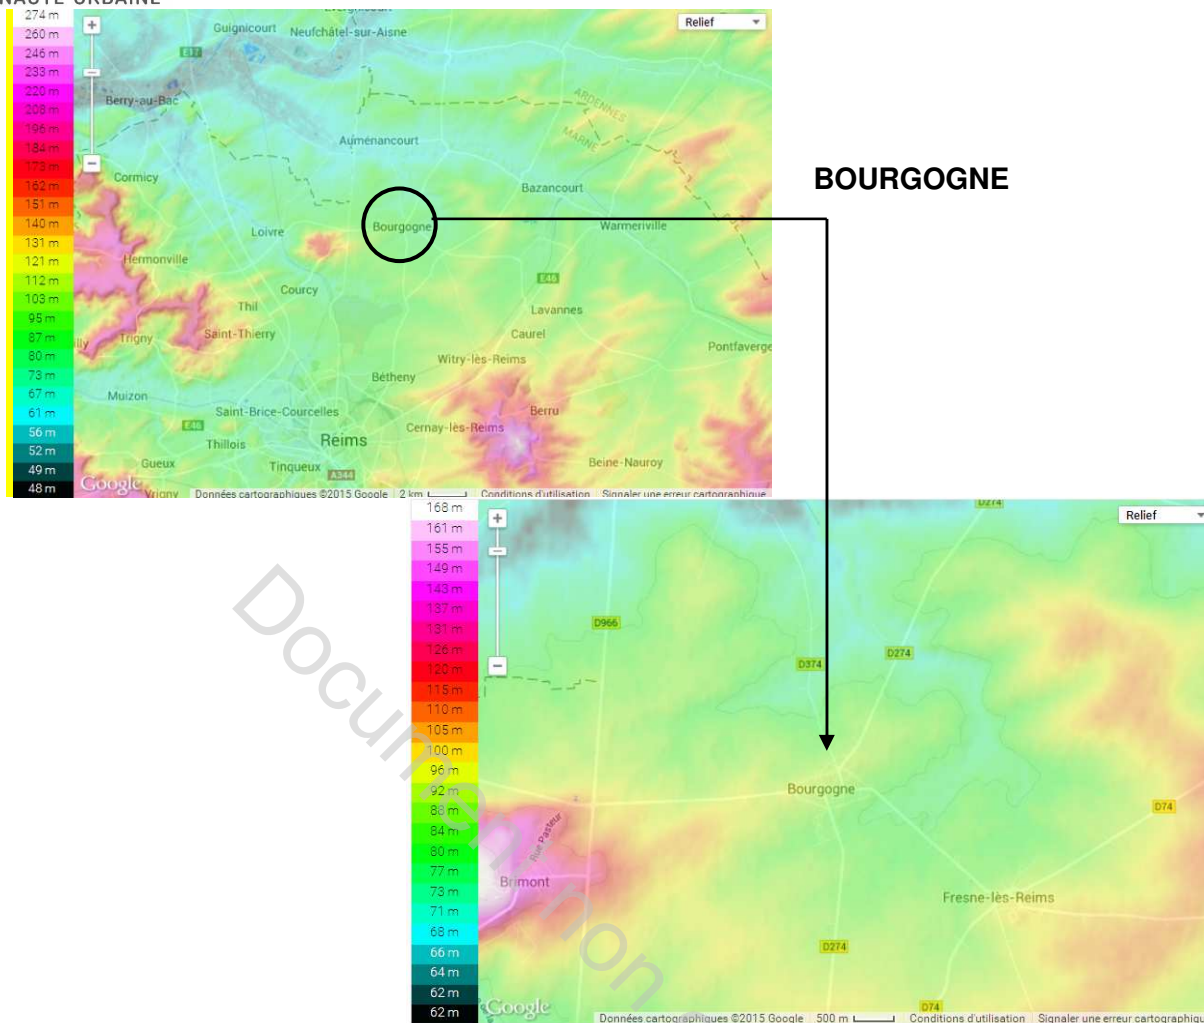 274 m
260 m
246 m
233 m
220 m
208 m
196 m
184 m
173 m
162 m
151 m
140 m
131 m
121 m
112 m
103 m
95 m
87 m
80 m
73 m
67 m
61 m
56 m
52 m
49 m
48 m
Relief
Guignicourt
Neufchâtel-sur-Aisne
E17
Berry-au-Bac
ARDENNES
MARNE
Auménancourt
Cormicy
Bazancourt
Bourgogne
Warmeriville
Loivre
Hermonville
E46
Courcy
Thil
Lavannes
Saint-Thierry
Caurel
Trigny
Pontfaverge
Witry-lès-Reims
Bétheny
Muizon
Saint-Brice-Courcelles
Berru
E46
Cernay-lès-Reims
Thillois
Reims
Gueux
Tinqueux
A344
Beine-Nauroy
Google
Vrigny
Données cartographiques ©2015 Google
2 km
Conditions d'utilisation
Signaler une erreur cartographique
BOURGOGNE
168 m
161 m
155 m
149 m
143 m
137 m
131 m
126 m
120 m
115 m
110 m
105 m
100 m
96 m
92 m
88 m
84 m
80 m
77 m
73 m
71 m
68 m
66 m
64 m
62 m
62 m
D274
Relief
D966
D374
D274
Bourgogne
D74
Rue Pasteur
Brimont
Fresne-lès-Reims
D274
D74
Google
Données cartographiques ©2015 Google
500 m
Conditions d'utilisation
Signaler une erreur cartographiqu
Document non